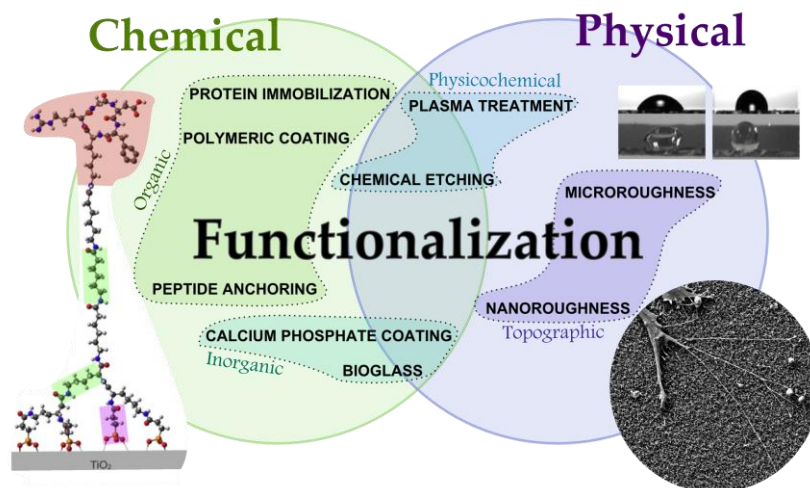 Chemical
Physical
Physicochemical
PROTEIN IMMOBILIZATION
PLASMA TREATMENT
POLYMERIC COATING
Organic
CHEMICAL ETCHING
MICROROUGHNESS
Functionalization
PEPTIDE ANCHORING
NANOROUGHNESS
Topographic
CALCIUM PHOSPHATE COATING
Inorganic
BIOGLASS
TiO₂